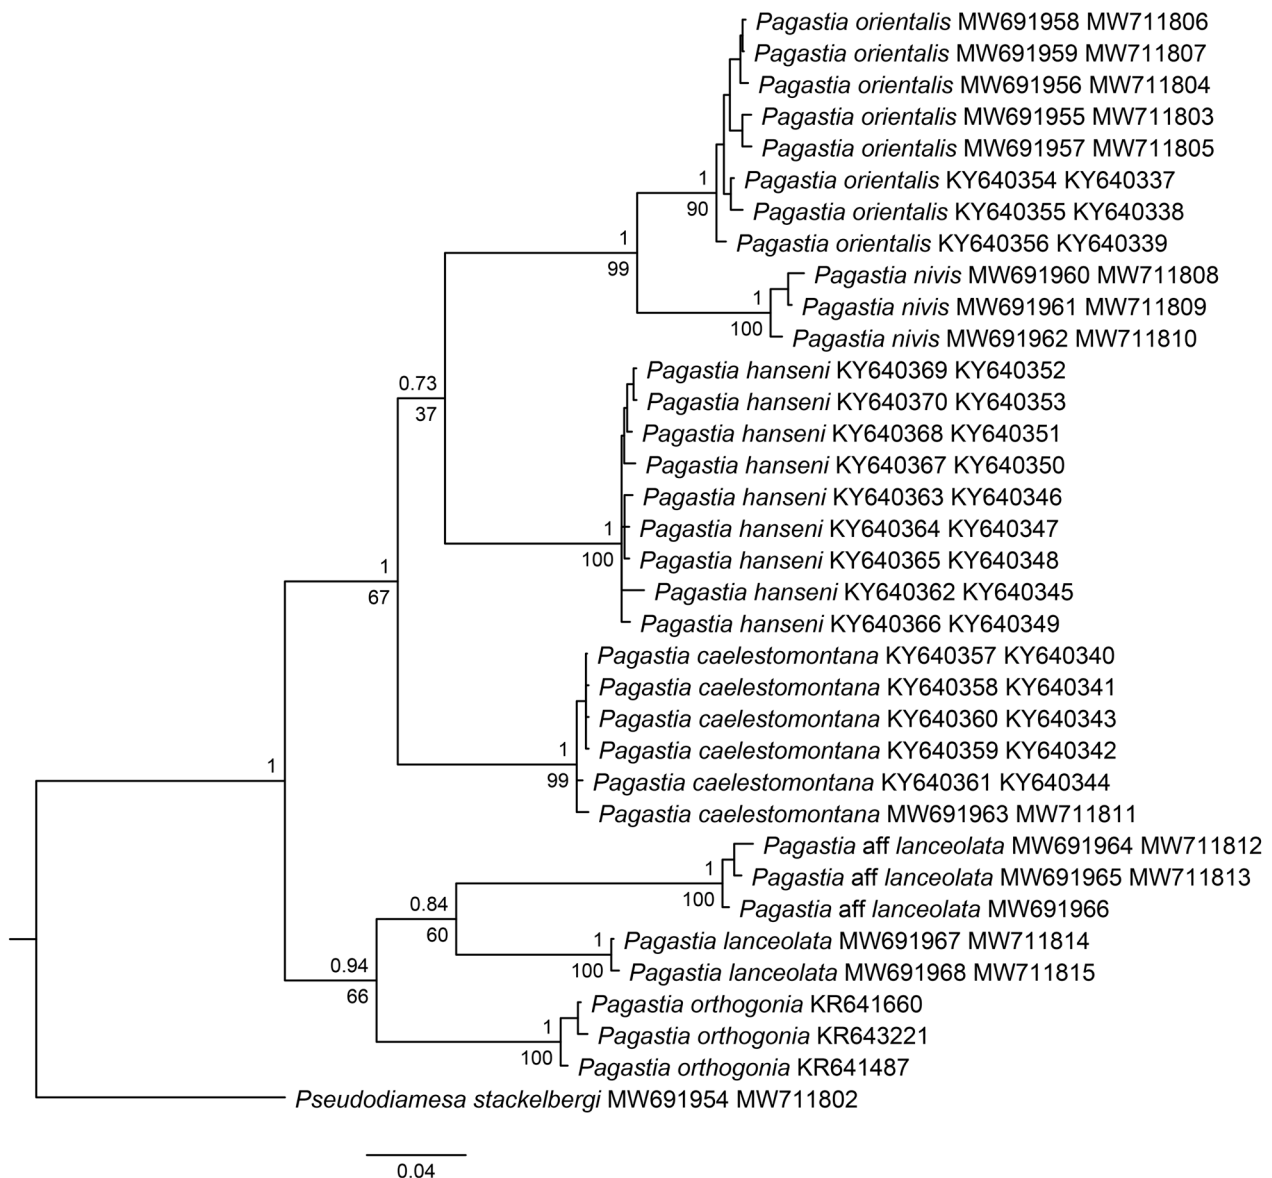 Pagastia orientalis MW691958 MW711806
Pagastia orientalis MW691959 MW711807
Pagastia orientalis MW691956 MW711804
Pagastia orientalis MW691955 MW711803
Pagastia orientalis MW691957 MW711805
1
Pagastia orientalis KY640354 KY640337
90
Pagastia orientalis KY640355 KY640338
1
Pagastia orientalis KY640356 KY640339
99
Pagastia nivis MW691960 MW711808
1
Pagastia nivis MW691961 MW711809
100
Pagastia nivis MW691962 MW711810
Pagastia hanseni KY640369 KY640352
0.73
Pagastia hanseni KY640370 KY640353
37
Pagastia hanseni KY640368 KY640351
Pagastia hanseni KY640367 KY640350
Pagastia hanseni KY640363 KY640346
1
Pagastia hanseni KY640364 KY640347
100
Pagastia hanseni KY640365 KY640348
1
67
Pagastia hanseni KY640362 KY640345
Pagastia hanseni KY640366 KY640349
Pagastia caelestomontana KY640357 KY640340
Pagastia caelestomontana KY640358 KY640341
Pagastia caelestomontana KY640360 KY640343
1
Pagastia caelestomontana KY640359 KY640342
1
99
Pagastia caelestomontana KY640361 KY640344
Pagastia caelestomontana MW691963 MW711811
Pagastia aff lanceolata MW691964 MW711812
1
Pagastia aff lanceolata MW691965 MW711813
100
0.84
Pagastia aff lanceolata MW691966
60
1
Pagastia lanceolata MW691967 MW711814
0.94
100
Pagastia lanceolata MW691968 MW711815
66
Pagastia orthogonia KR641660
1
Pagastia orthogonia KR643221
100
Pagastia orthogonia KR641487
Pseudodiamesa stackelbergi MW691954 MW711802
0.04